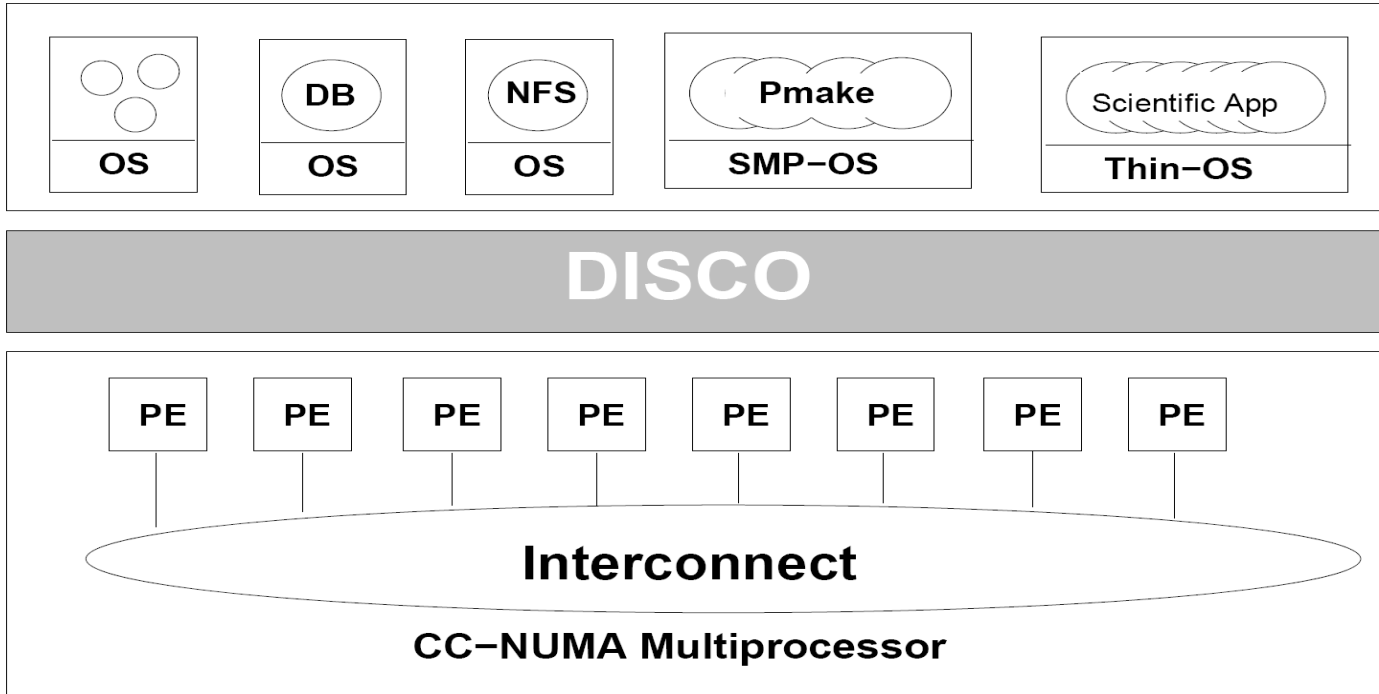 DB
NFS
Pmake
Scientific App
OS
OS
OS
SMP−OS
Thin−OS
DISCO
PE
PE
PE
PE
PE
PE
PE
PE
Interconnect
CC−NUMA Multiprocessor